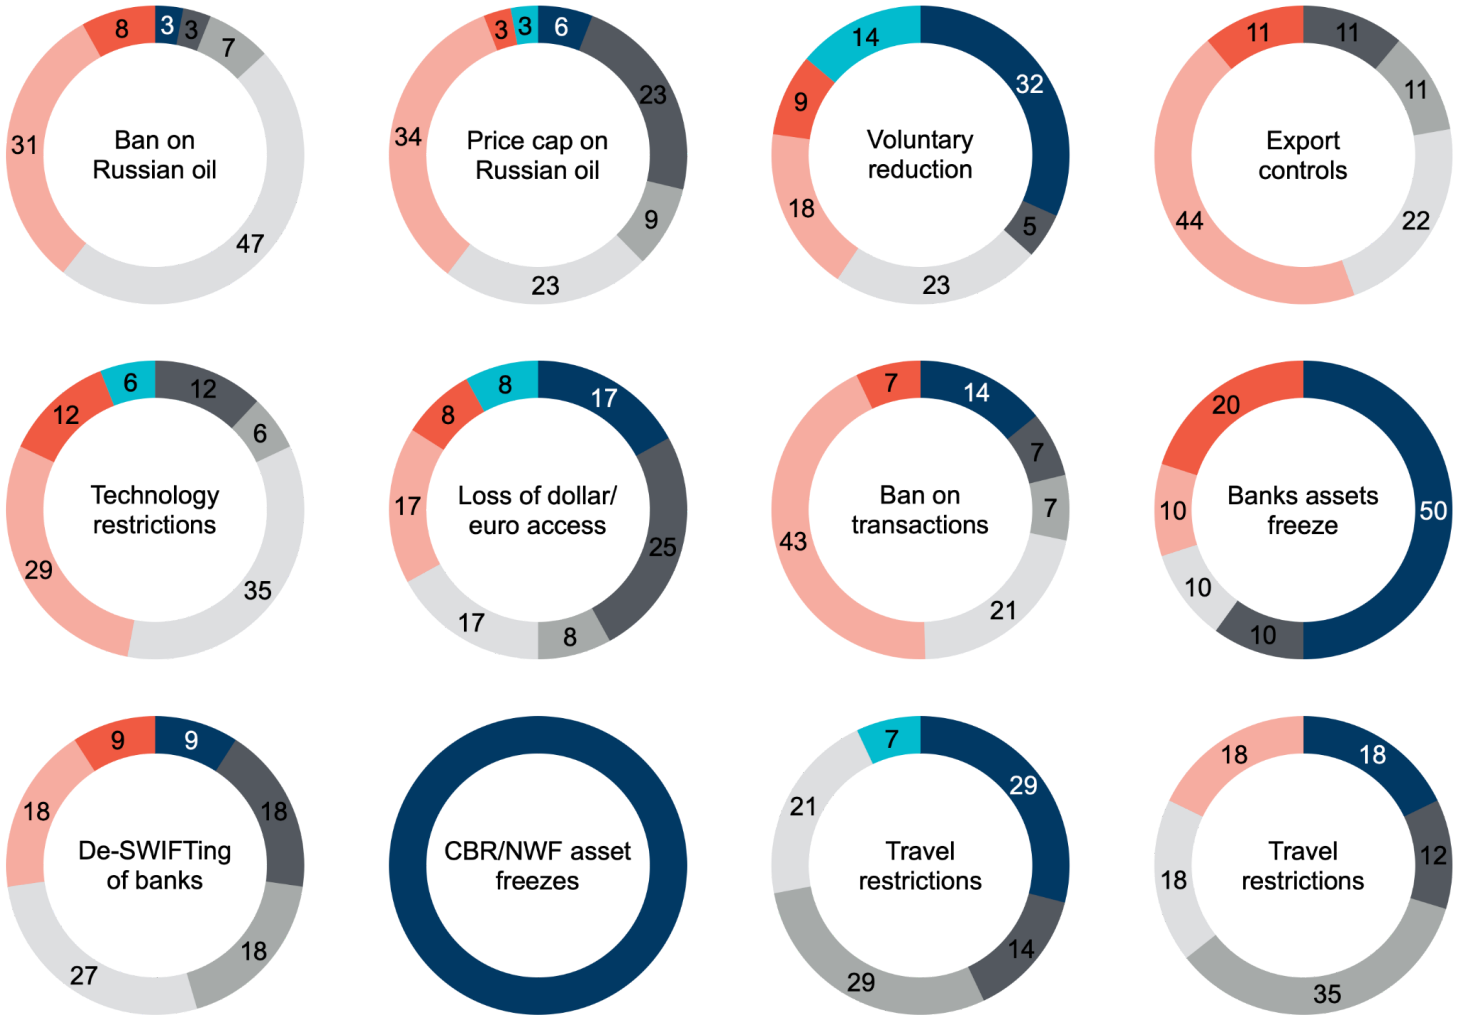 8
3
3
7
31
47
Ban on
Russian oil
3
3
6
23
34
9
23
Price cap on
Russian oil
14
32
9
18
5
23
Voluntary
reduction
11
11
11
44
22
Export
controls
6
12
12
6
29
35
Technology
restrictions
8
17
8
17
25
17
8
Loss of dollar/
euro access
7
14
7
7
43
21
Ban on
transactions
20
50
10
10
10
Banks assets
freeze
9
9
18
18
18
27
De-SWIFTing
of banks
CBR/NWF asset
freezes
7
29
21
14
29
Travel
restrictions
18
18
12
18
35
Travel
restrictions